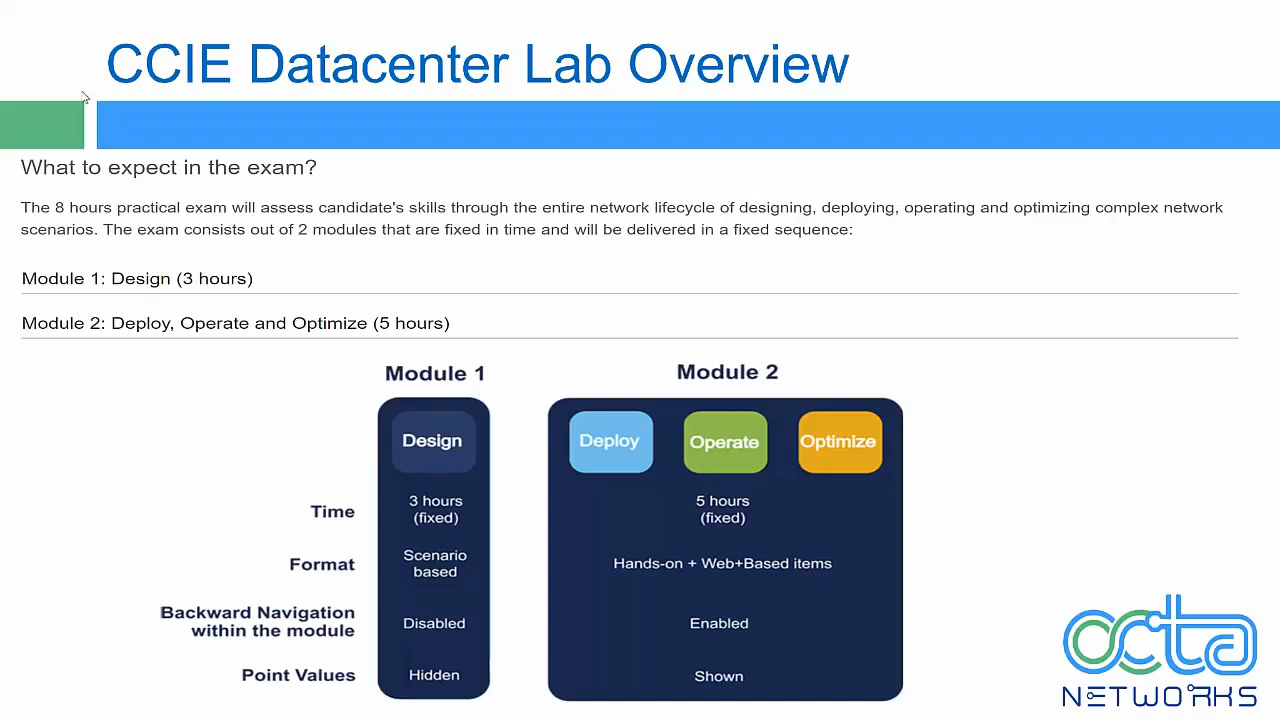 CCIE Datacenter Lab Overview
What to expect in the exam?
The 8 hours practical exam will assess candidate's skills through the entire network lifecycle of designing, deploying, operating and optimizing complex network
scenarios. The exam consists out of 2 modules that are fixed in time and will be delivered in a fixed sequence:
Module 1: Design (3 hours)
Module 2: Deploy, Operate and Optimize (5 hours)
Module 1
Module 2
Design
Deploy
Operate
Optimize
Time
3 hours
(fixed)
5 hours
(fixed)
Format
Scenario
based
Hands-on + Web+Based items
Backward Navigation
within the module
Disabled
Enabled
Point Values
Hidden
Shown
octa
NETWORKS